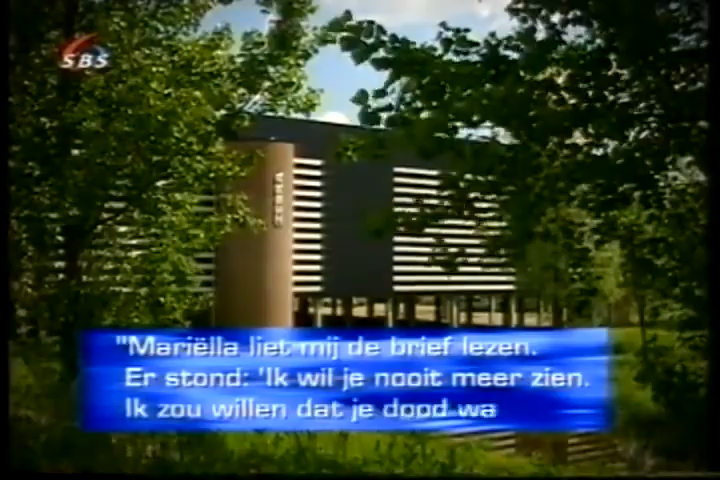 SBS
"Mariëlla liet mij de brief lezen.
Er stond: 'Ik wil je nooit meer zien.
Ik zou willen dat je dood wa